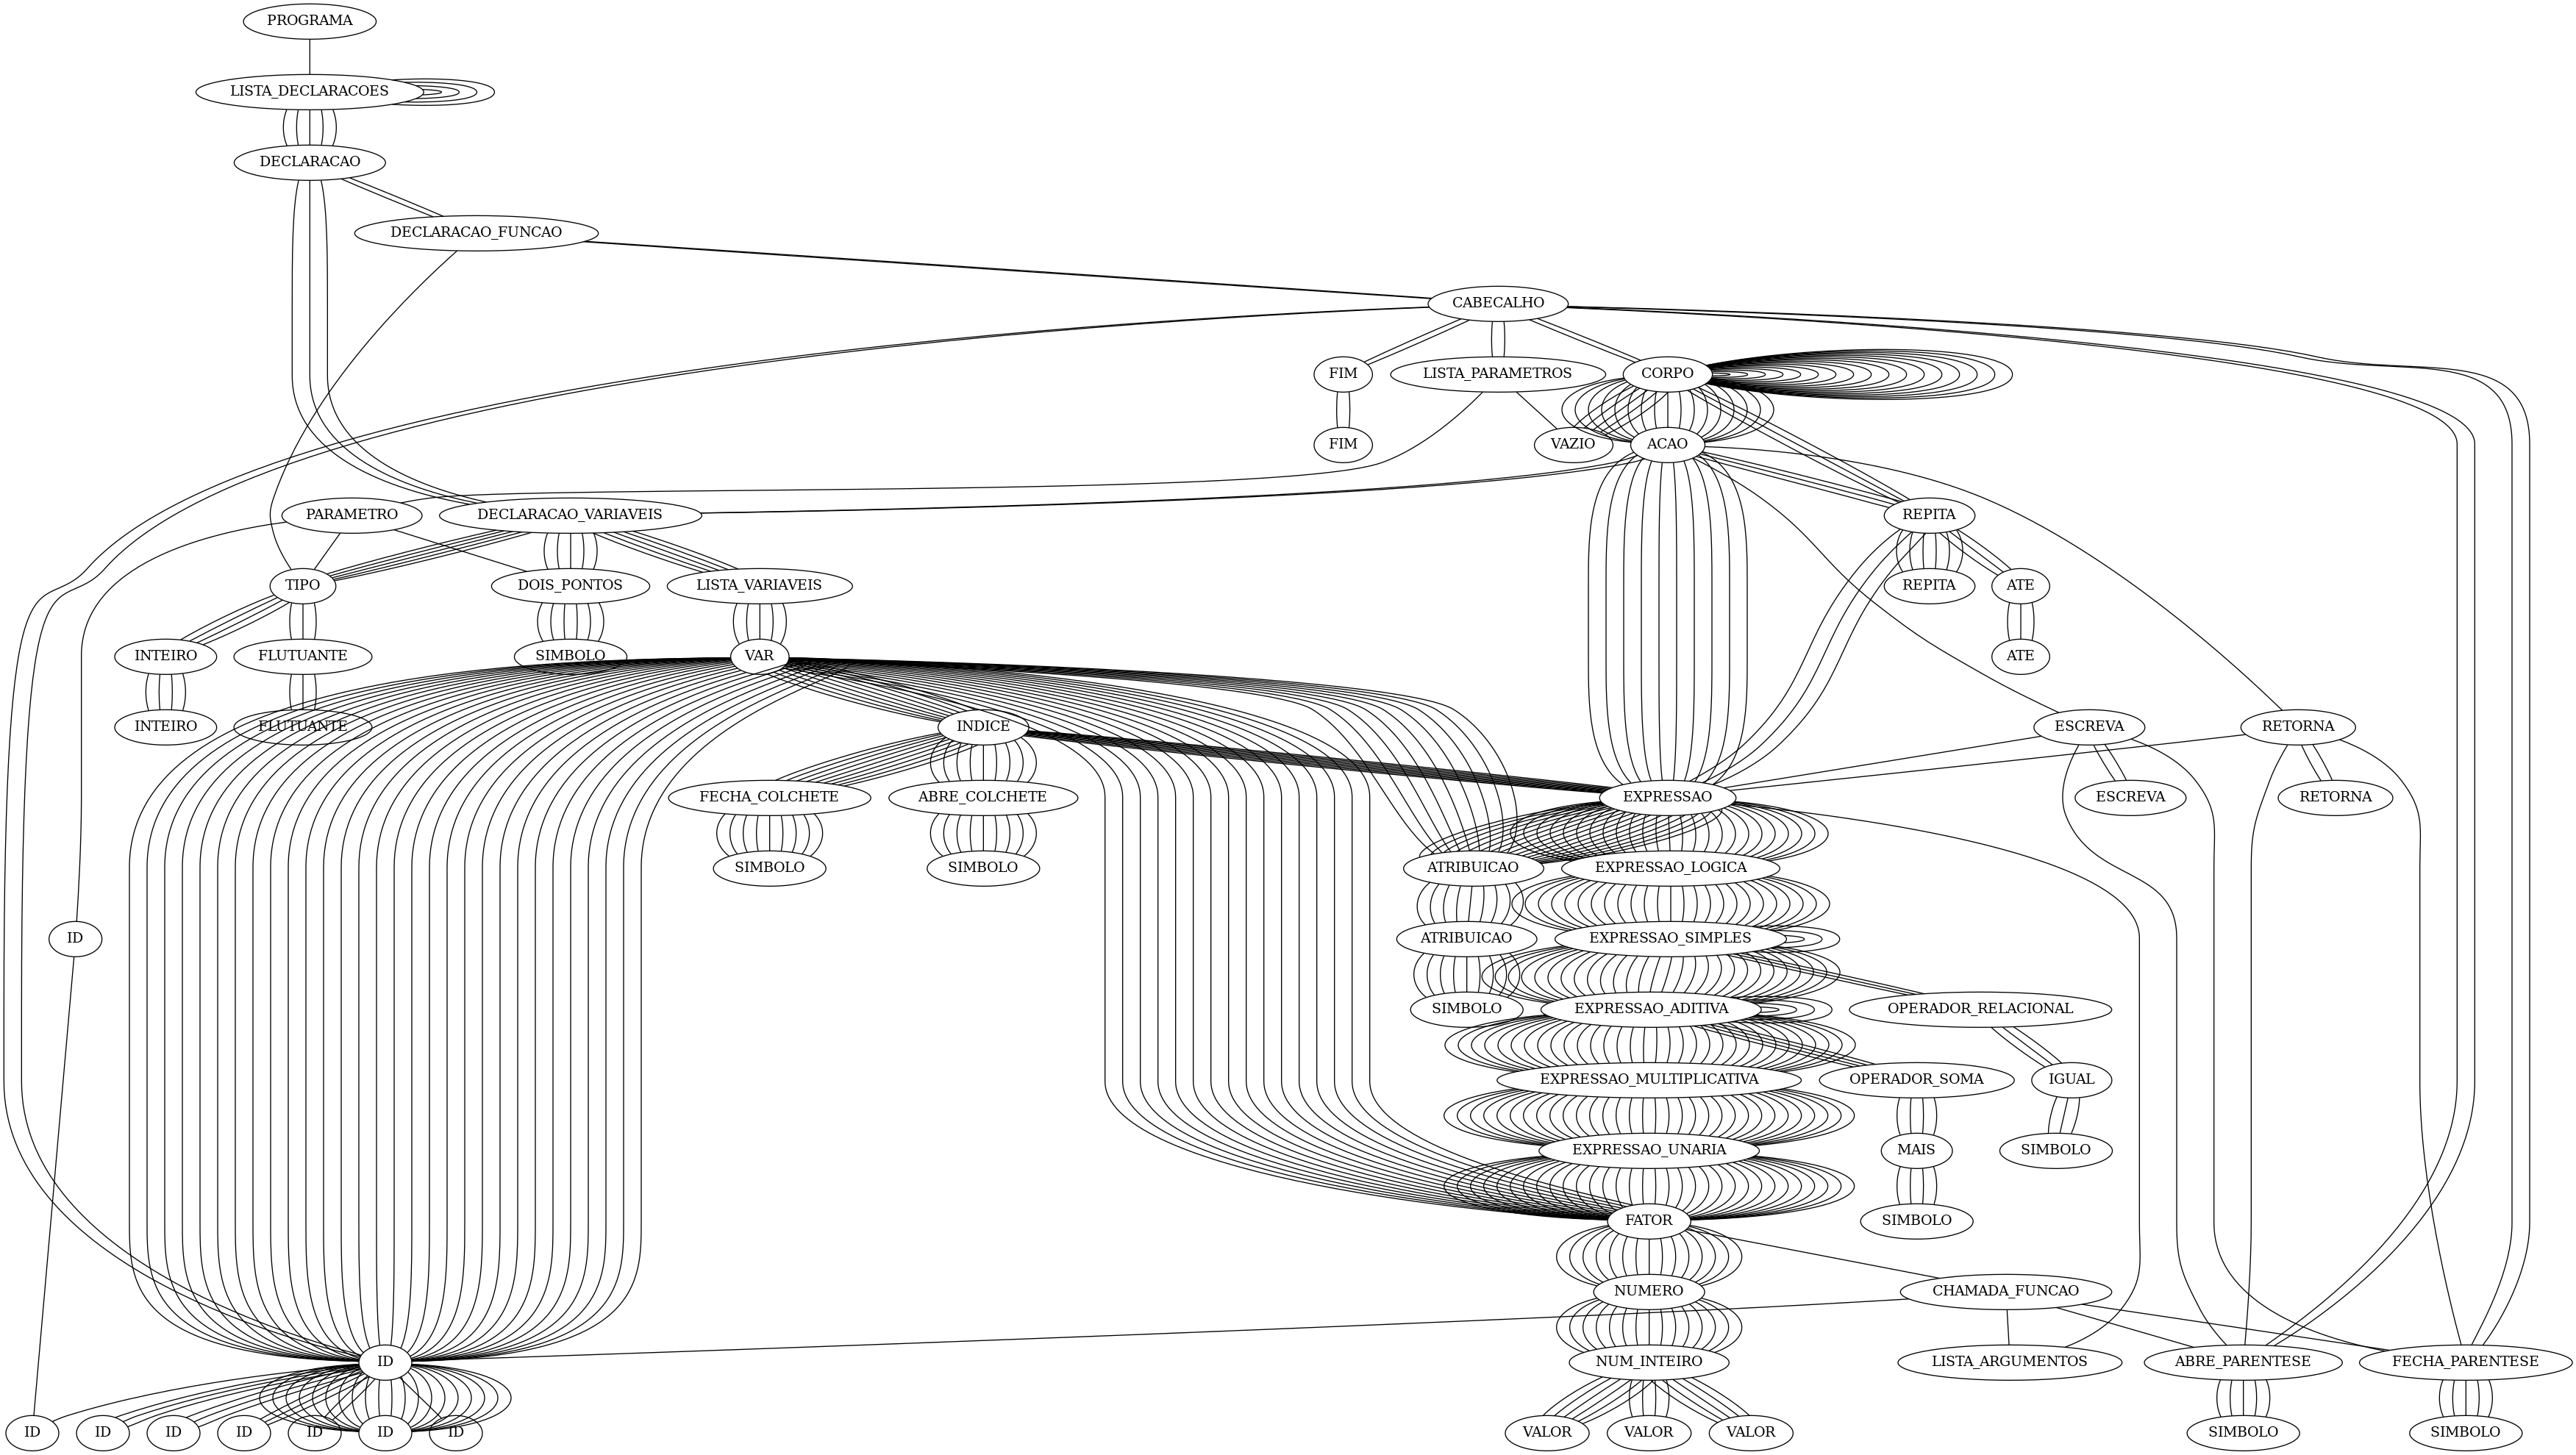 PROGRAMA
LISTA_DECLARACOES
DECLARACAO
DECLARACAO_FUNCAO
CABECALHO
FIM
LISTA_PARAMETROS
CORPO
FIM
VAZIO
ACAO
PARAMETRO
DECLARACAO_VARIAVEIS
REPITA
TIPO
DOIS_PONTOS
LISTA_VARIAVEIS
REPITA
ATE
INTEIRO
FLUTUANTE
SIMBOLO
VAR
ATE
INTEIRO
FLUTUANTE
INDICE
ESCREVA
RETORNA
FECHA_COLCHETE
ABRE_COLCHETE
EXPRESSAO
ESCREVA
RETORNA
SIMBOLO
SIMBOLO
ATRIBUICAO
EXPRESSAO_LOGICA
ID
ATRIBUICAO
EXPRESSAO_SIMPLES
SIMBOLO
EXPRESSAO_ADITIVA
OPERADOR_RELACIONAL
EXPRESSAO_MULTIPLICATIVA
OPERADOR_SOMA
IGUAL
EXPRESSAO_UNARIA
MAIS
SIMBOLO
FATOR
SIMBOLO
NUMERO
CHAMADA_FUNCAO
ID
NUM_INTEIRO
LISTA_ARGUMENTOS
ABRE_PARENTESE
FECHA_PARENTESE
ID
ID
ID
ID
ID
ID
ID
VALOR
VALOR
VALOR
SIMBOLO
SIMBOLO